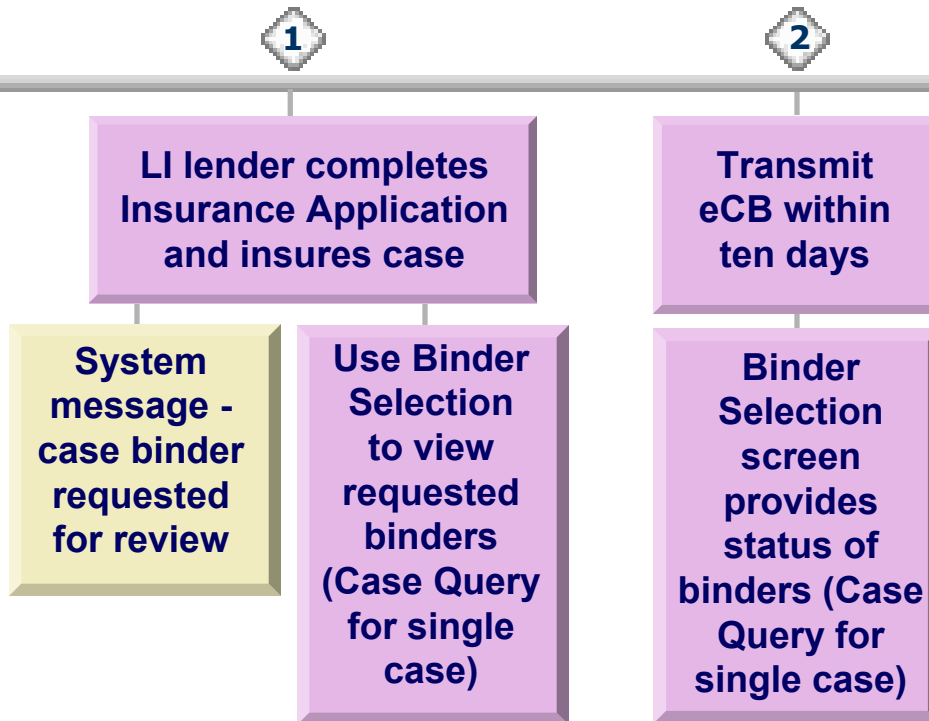 1
2
LI lender completes
Insurance Application
and insures case
Transmit
eCB within
ten days
System
message -
case binder
requested
for review
Use Binder
Selection
to view
requested
binders
(Case Query
for single
case)
Binder
Selection
screen
provides
status of
binders (Case
Query for
single case)